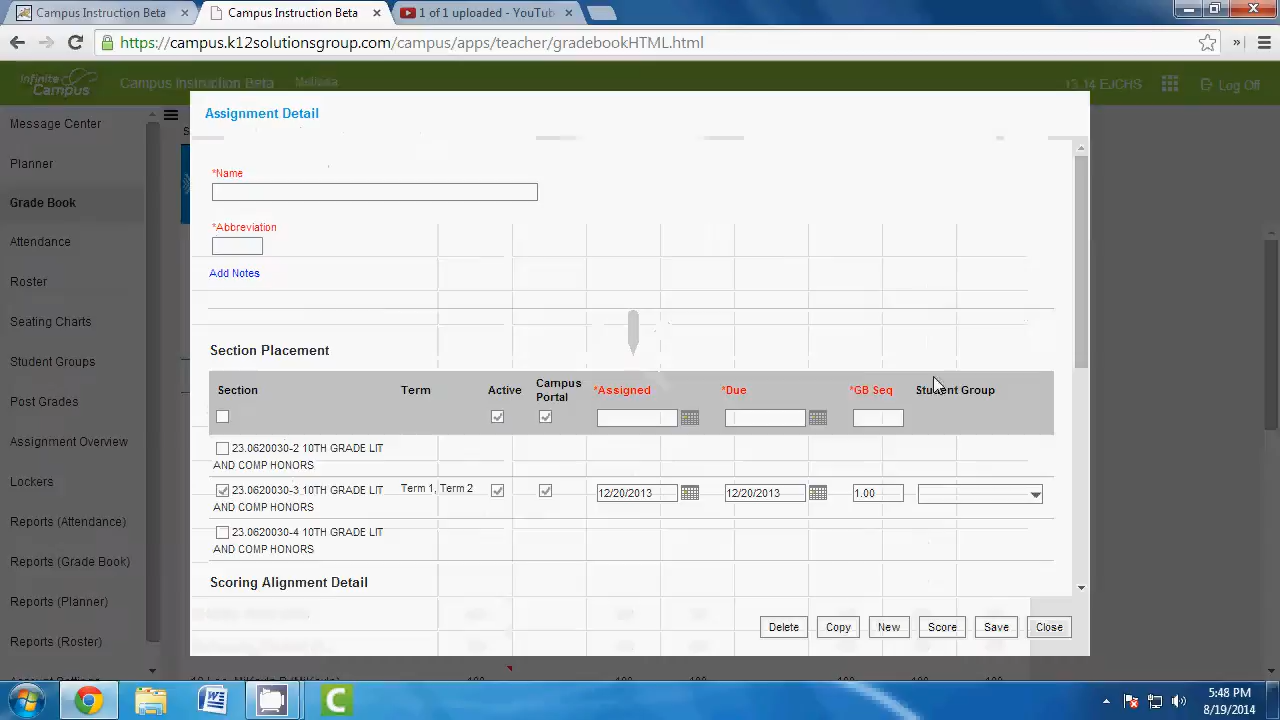 Campus Instruction Beta
Campus Instruction Beta
1 of 1 uploaded - YouTub
https://campus.k12solutionsgroup.com/campus/apps/teacher/gradebookHTML.html
Infinite Campus
Campus Instruction Beta
13-14 EJCHS
Log Off
Message Center
Planner
Grade Book
Attendance
Roster
Seating Charts
Student Groups
Post Grades
Assignment Overview
Lockers
Reports (Attendance)
Reports (Grade Book)
Reports (Planner)
Reports (Roster)
Assignment Detail
*Name
*Abbreviation
Add Notes
Section Placement
Section Term Active Campus Portal *Assigned *Due *GB Seq Student Group
23.0620030-2 10TH GRADE LIT
AND COMP HONORS
23.0620030-3 10TH GRADE LIT Term 1, Term 2 12/20/2013 12/20/2013 1.00
AND COMP HONORS
23.0620030-4 10TH GRADE LIT
AND COMP HONORS
Scoring Alignment Detail
Delete Copy New Score Save Close
5:48 PM
8/19/2014